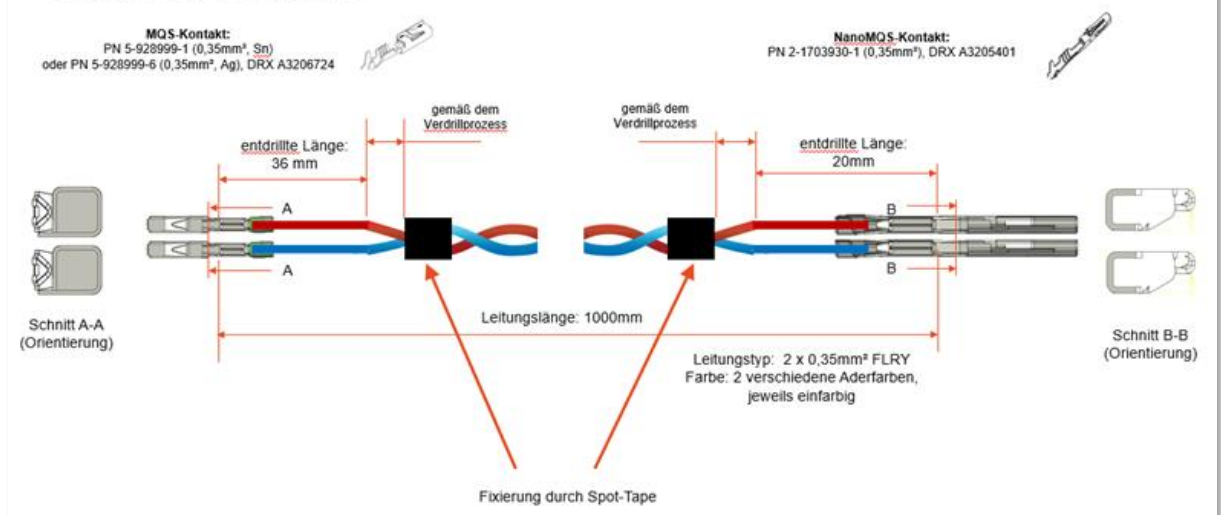 MQS-Kontakt:
PN 5-928999-1 (0,35mm², Sn)
oder PN 5-928999-6 (0,35mm², Ag), DRX A3206724
NanoMQS-Kontakt:
PN 2-1703930-1 (0,35mm²), DRX A3205401
gemäß dem
Verdrillprozess
gemäß dem
Verdrillprozess
entdrillte Länge:
36 mm
entdrillte Länge:
20mm
A
B
A
B
Leitungslänge: 1000mm
Schnitt A-A
(Orientierung)
Schnitt B-B
(Orientierung)
Leitungstyp: 2 x 0,35mm² FLRY
Farbe: 2 verschiedene Aderfarben,
jeweils einfarbig
Fixierung durch Spot-Tape